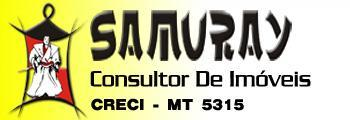 SAMURAY
Consultor De Imóveis
CRECI - MT 5315